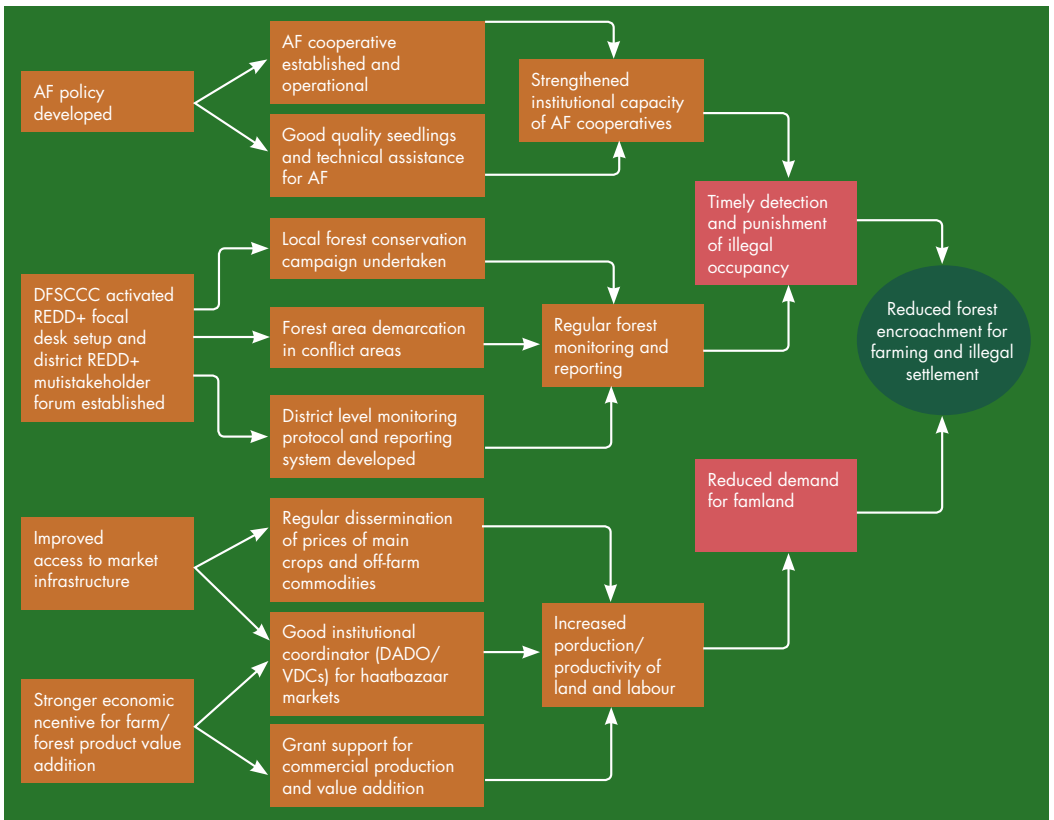 AF policy
developed
AF cooperative
established and
operational
Good quality seedlings
and technical assistance
for AF
Strengthened
institutional capacity
of AF cooperatives
DFSCCC activated
REDD+ focal
desk setup and
district REDD+
mutistakeholder
forum established
Local forest conservation
campaign undertaken
Forest area demarcation
in conflict areas
District level monitoring
protocol and reporting
system developed
Regular forest
monitoring and
reporting
Timely detection
and punishment
of illegal
occupancy
Reduced forest
encroachment for
farming and illegal
settlement
Improved
access to market
infrastructure
Stronger economic
ncentive for farm/
forest product value
addition
Regular dissermination
of prices of main
crops and off-farm
commodities
Good institutional
coordinator (DADO/
VDCs) for haatbazaar
markets
Grant support for
commercial production
and value addition
Increased
porduction/
productivity of
land and labour
Reduced demand
for famland